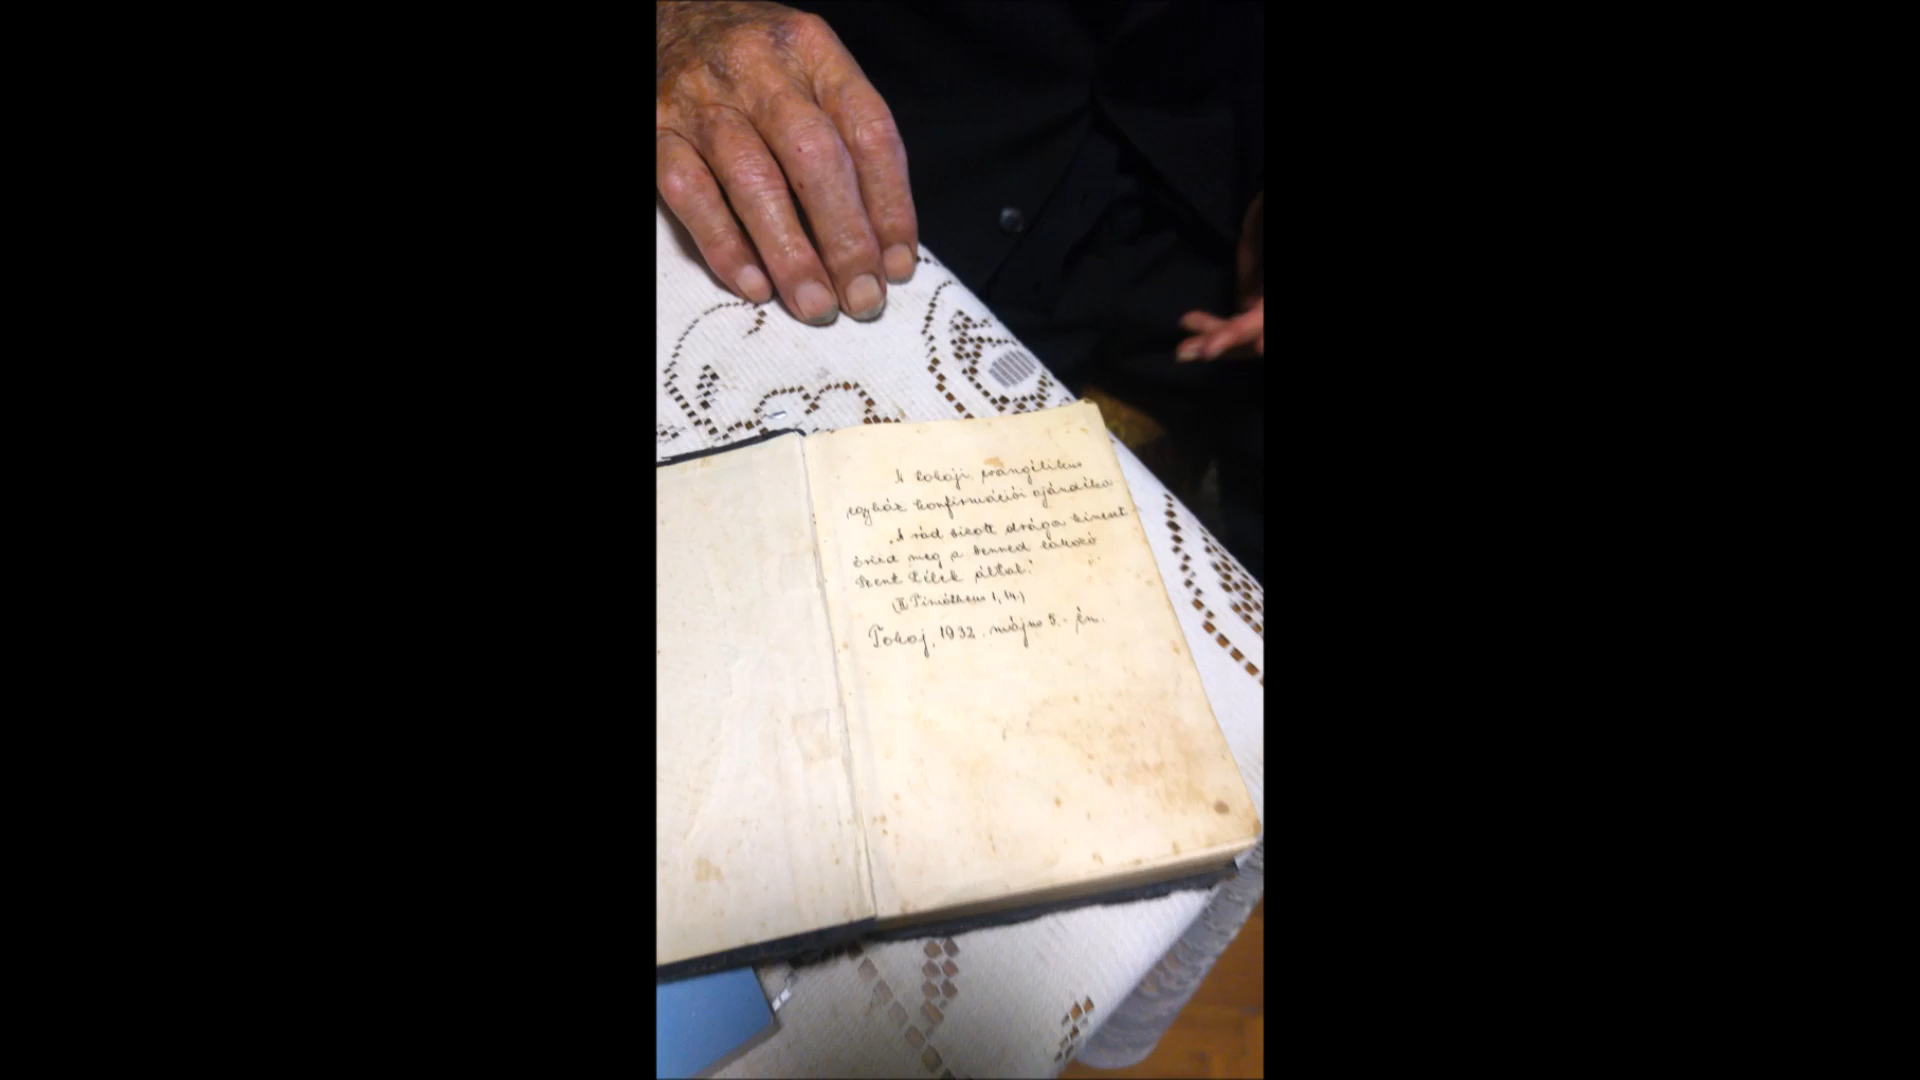 A tokaji evangélikus
egyház konfirmációi ajándéka
„A rád bízott drága kincset
őrizd meg a benned lakozó
Szent Lélek által."
(II Timótheus 1, 14.)
Tokaj, 1932. május 5.-én.